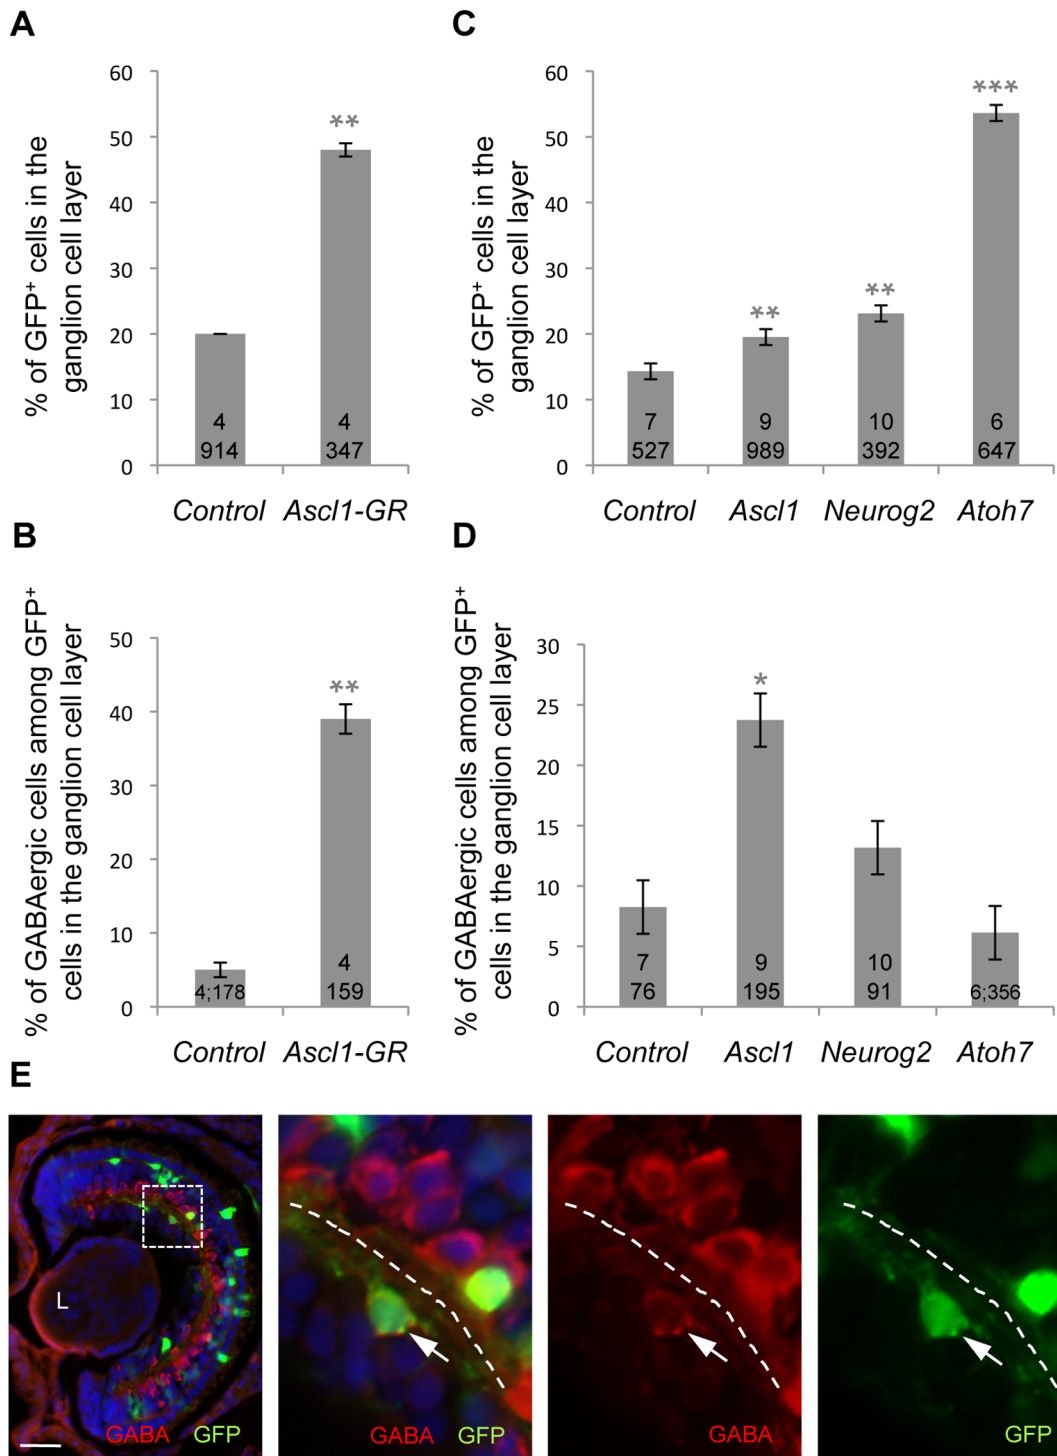 A
% of GFP+ cells in the
ganglion cell layer
60
50
40
30
20
10
0
**
4
914
4
347
Control Ascl1-GR
C
% of GFP+ cells in the
ganglion cell layer
60
50
40
30
20
10
0
**
**
***
7
527
9
989
10
392
6
647
Control Ascl1 Neurog2 Atoh7
B
% of GABAergic cells among GFP+
cells in the ganglion cell layer
50
40
30
20
10
0
**
4;178
4
159
Control Ascl1-GR
D
% of GABAergic cells among GFP+
cells in the ganglion cell layer
30
25
20
15
10
5
0
*
7
76
9
195
10
91
6;356
Control Ascl1 Neurog2 Atoh7
E
L
GABA GFP
GABA GFP
GABA
GFP